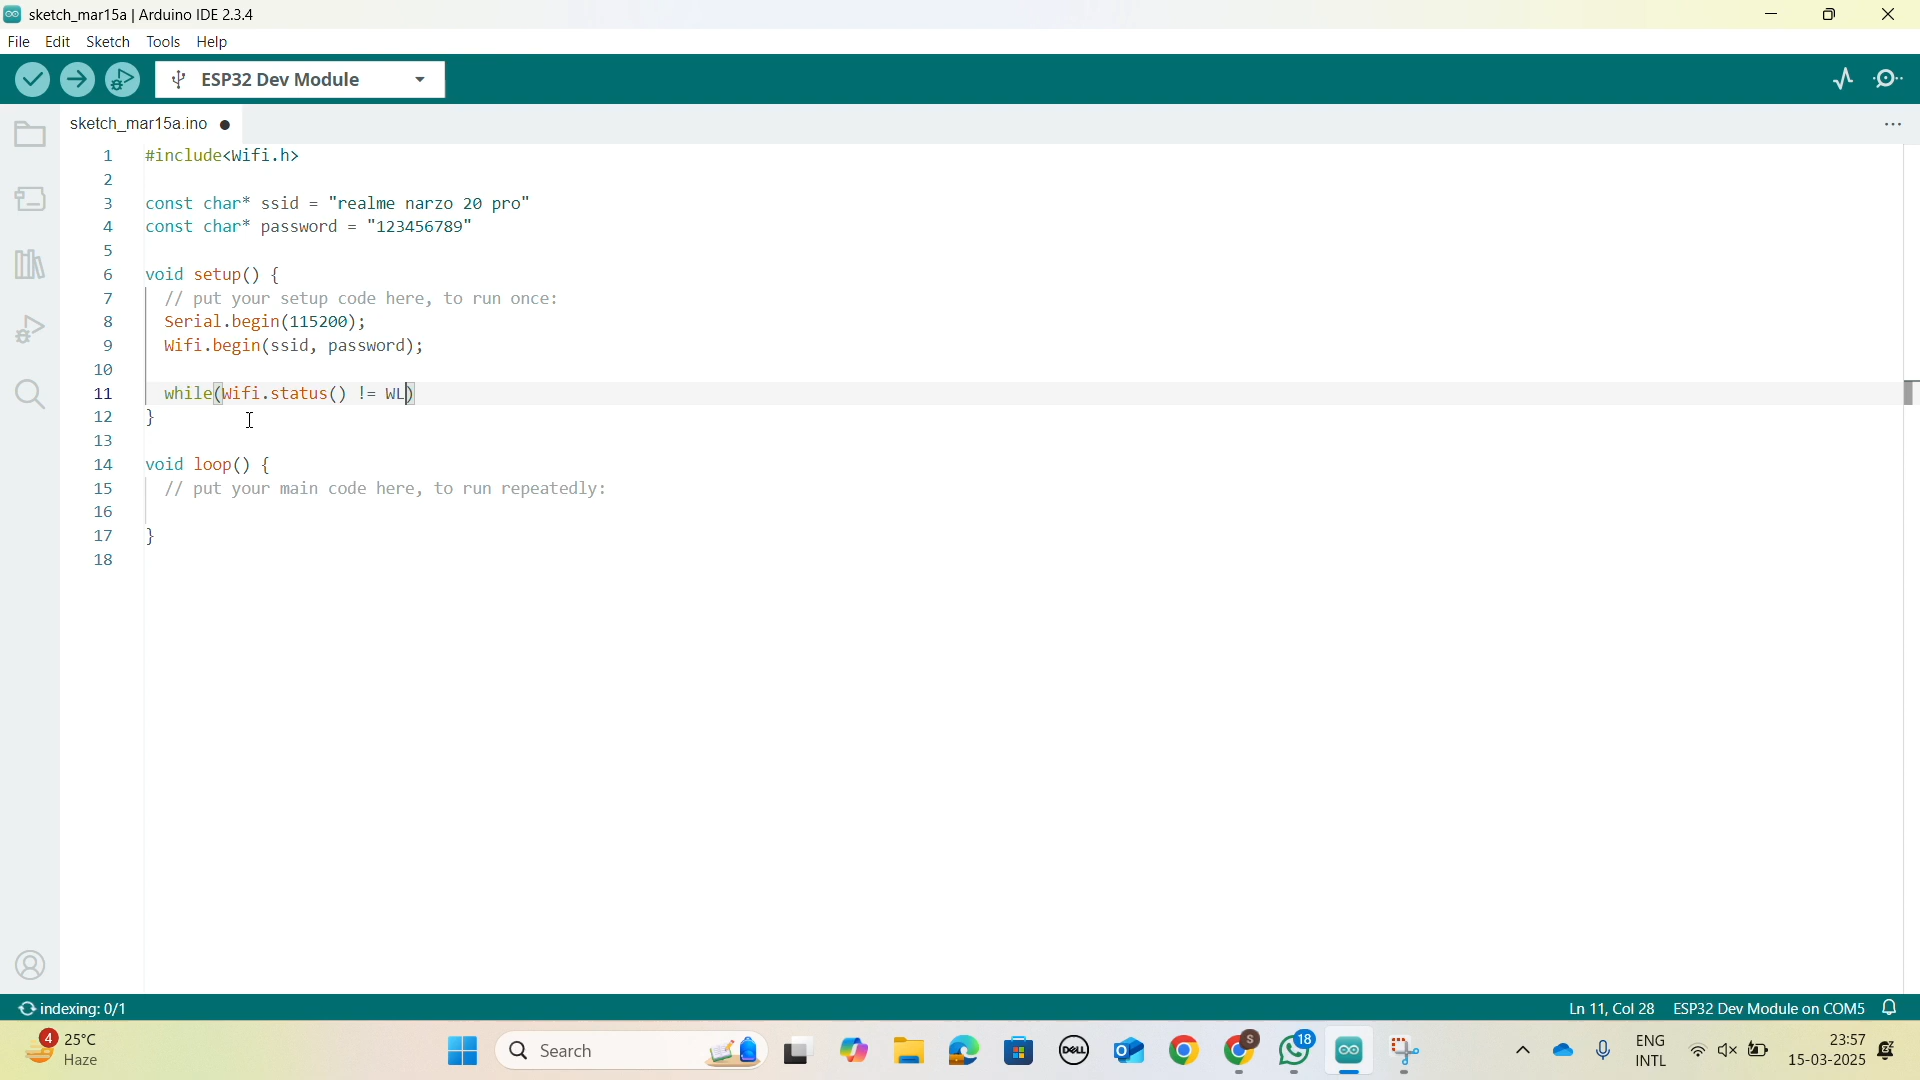 sketch_mar15a | Arduino IDE 2.3.4
File Edit Sketch Tools Help
ESP32 Dev Module
sketch_mar15a.ino
1 #include<Wifi.h>
2
3 const char* ssid = "realme narzo 20 pro"
4 const char* password = "123456789"
5
6 void setup() {
7 // put your setup code here, to run once:
8 Serial.begin(115200);
9 Wifi.begin(ssid, password);
10
11 while(Wifi.status() != WL)
12 }
13
14 void loop() {
15 // put your main code here, to run repeatedly:
16
17 }
18
indexing: 0/1 Ln 11, Col 28 ESP32 Dev Module on COM5
4 25°C Search DELL S 18 ENG 23:57
Haze INTL 15-03-2025